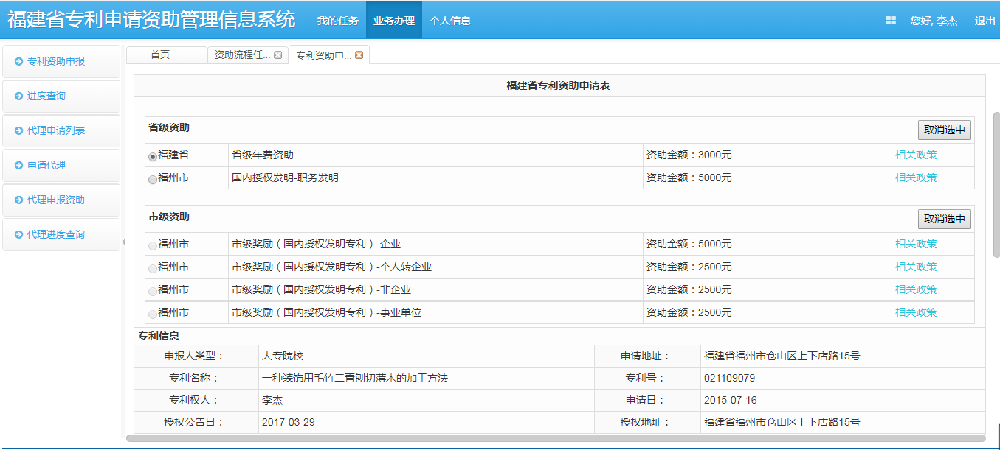 福建省专利申请资助管理信息系统 我的任务 业务办理 个人信息 您好, 李杰 退出
专利资助申报
进度查询
代理申请列表
申请代理
代理申报资助
代理进度查询
首页 资助流程任... 专利资助申...
福建省专利资助申请表
省级资助 取消选中
福建省 省级年费资助 资助金额：3000元 相关政策
福州市 国内授权发明-职务发明 资助金额：5000元 相关政策
市级资助 取消选中
福州市 市级奖励（国内授权发明专利）-企业 资助金额：5000元 相关政策
福州市 市级奖励（国内授权发明专利）-个人转企业 资助金额：2500元 相关政策
福州市 市级奖励（国内授权发明专利）-非企业 资助金额：2500元 相关政策
福州市 市级奖励（国内授权发明专利）-事业单位 资助金额：2500元 相关政策
专利信息
申报人类型： 大专院校 申请地址： 福建省福州市仓山区上下店路15号
专利名称： 一种装饰用毛竹二青刨切薄木的加工方法 专利号： 021109079
专利权人： 李杰 申请日： 2015-07-16
授权公告日： 2017-03-29 授权地址： 福建省福州市仓山区上下店路15号